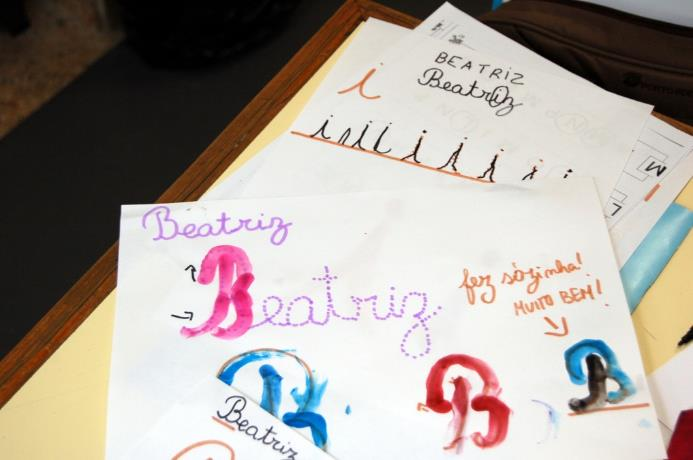 BEATRIZ
Beatriz
i
i i i i i i i i i i
M
L
Beatriz
Beatriz
fez sózinha!
MUITO BEM!
B B B
Beatriz